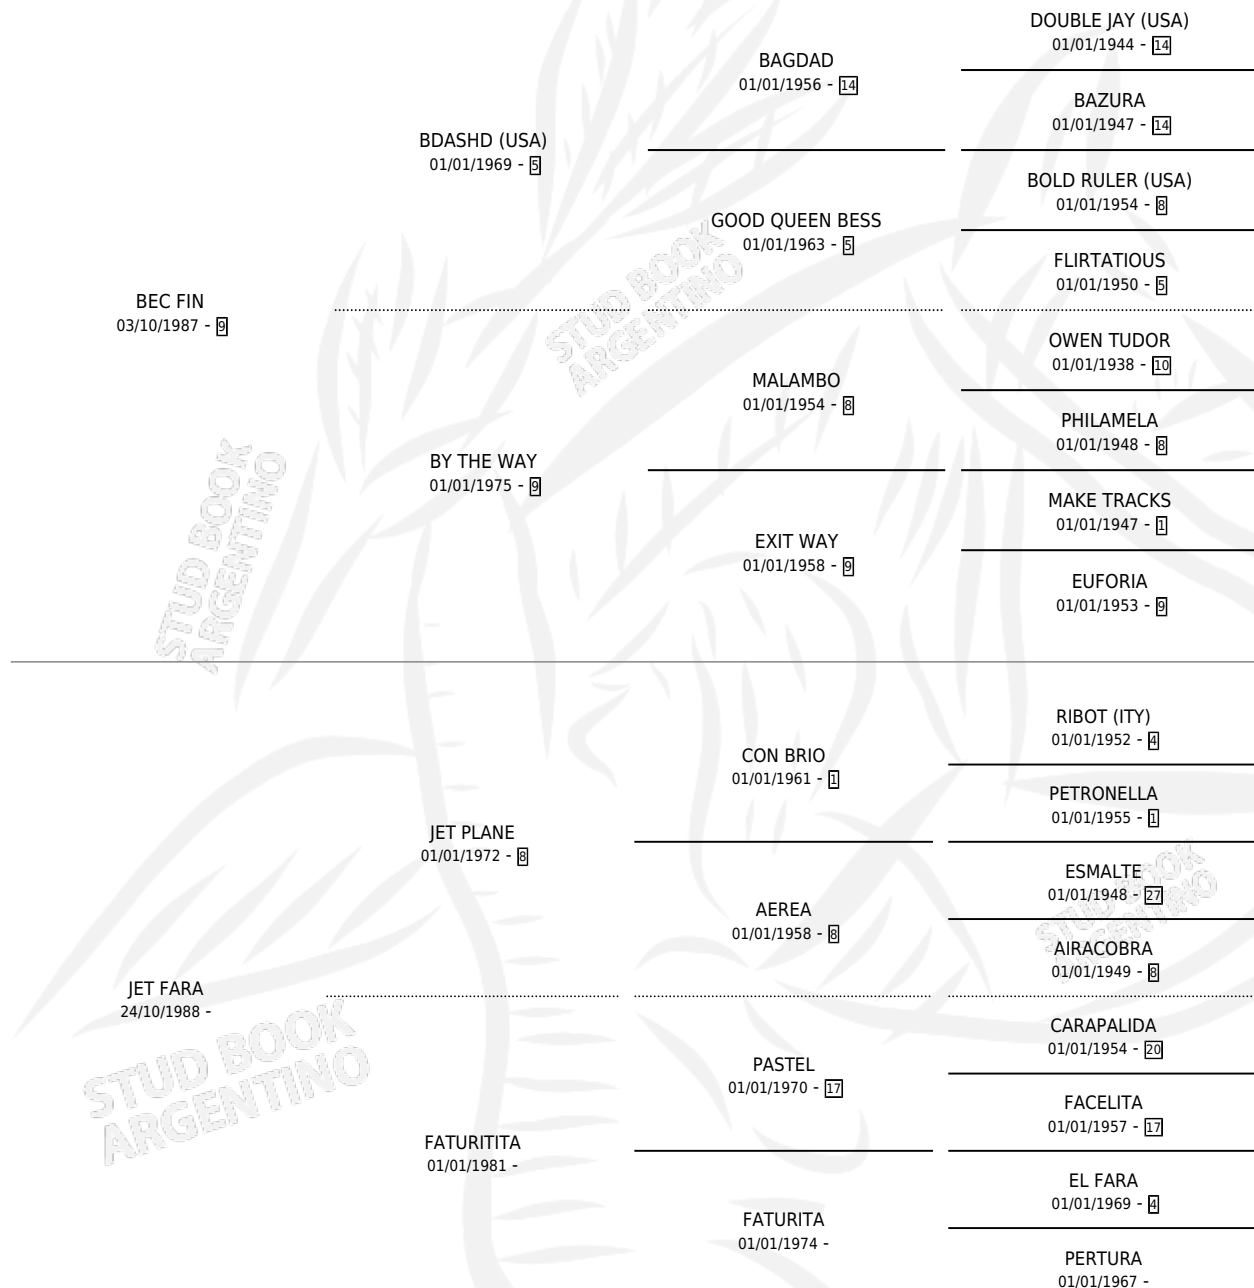 DOUBLE JAY (USA)
01/01/1944 - 14
BAGDAD
01/01/1956 - 14
BAZURA
01/01/1947 - 14
BDASHD (USA)
01/01/1969 - 5
BOLD RULER (USA)
01/01/1954 - 8
GOOD QUEEN BESS
01/01/1963 - 5
FLIRTATIOUS
01/01/1950 - 5
BEC FIN
03/10/1987 - 9
OWEN TUDOR
01/01/1938 - 10
MALAMBO
01/01/1954 - 8
PHILAMELA
01/01/1948 - 8
BY THE WAY
01/01/1975 - 9
MAKE TRACKS
01/01/1947 - 1
EXIT WAY
01/01/1958 - 9
EUFORIA
01/01/1953 - 9
RIBOT (ITY)
01/01/1952 - 4
CON BRIO
01/01/1961 - 1
PETRONELLA
01/01/1955 - 1
JET PLANE
01/01/1972 - 8
ESMALTE
01/01/1948 - 27
AEREA
01/01/1958 - 8
AIRACOBRA
01/01/1949 - 8
JET FARA
24/10/1988 -
CARAPALIDA
01/01/1954 - 20
PASTEL
01/01/1970 - 17
FACELITA
01/01/1957 - 17
FATURITITA
01/01/1981 -
EL FARA
01/01/1969 - 4
FATURITA
01/01/1974 -
PERTURA
01/01/1967 -
STUD BOOK
ARGENTINO
STUD BOOK
ARGENTINO
STUD BOOK
ARGENTINO
STUD BOOK
ARGENTINO